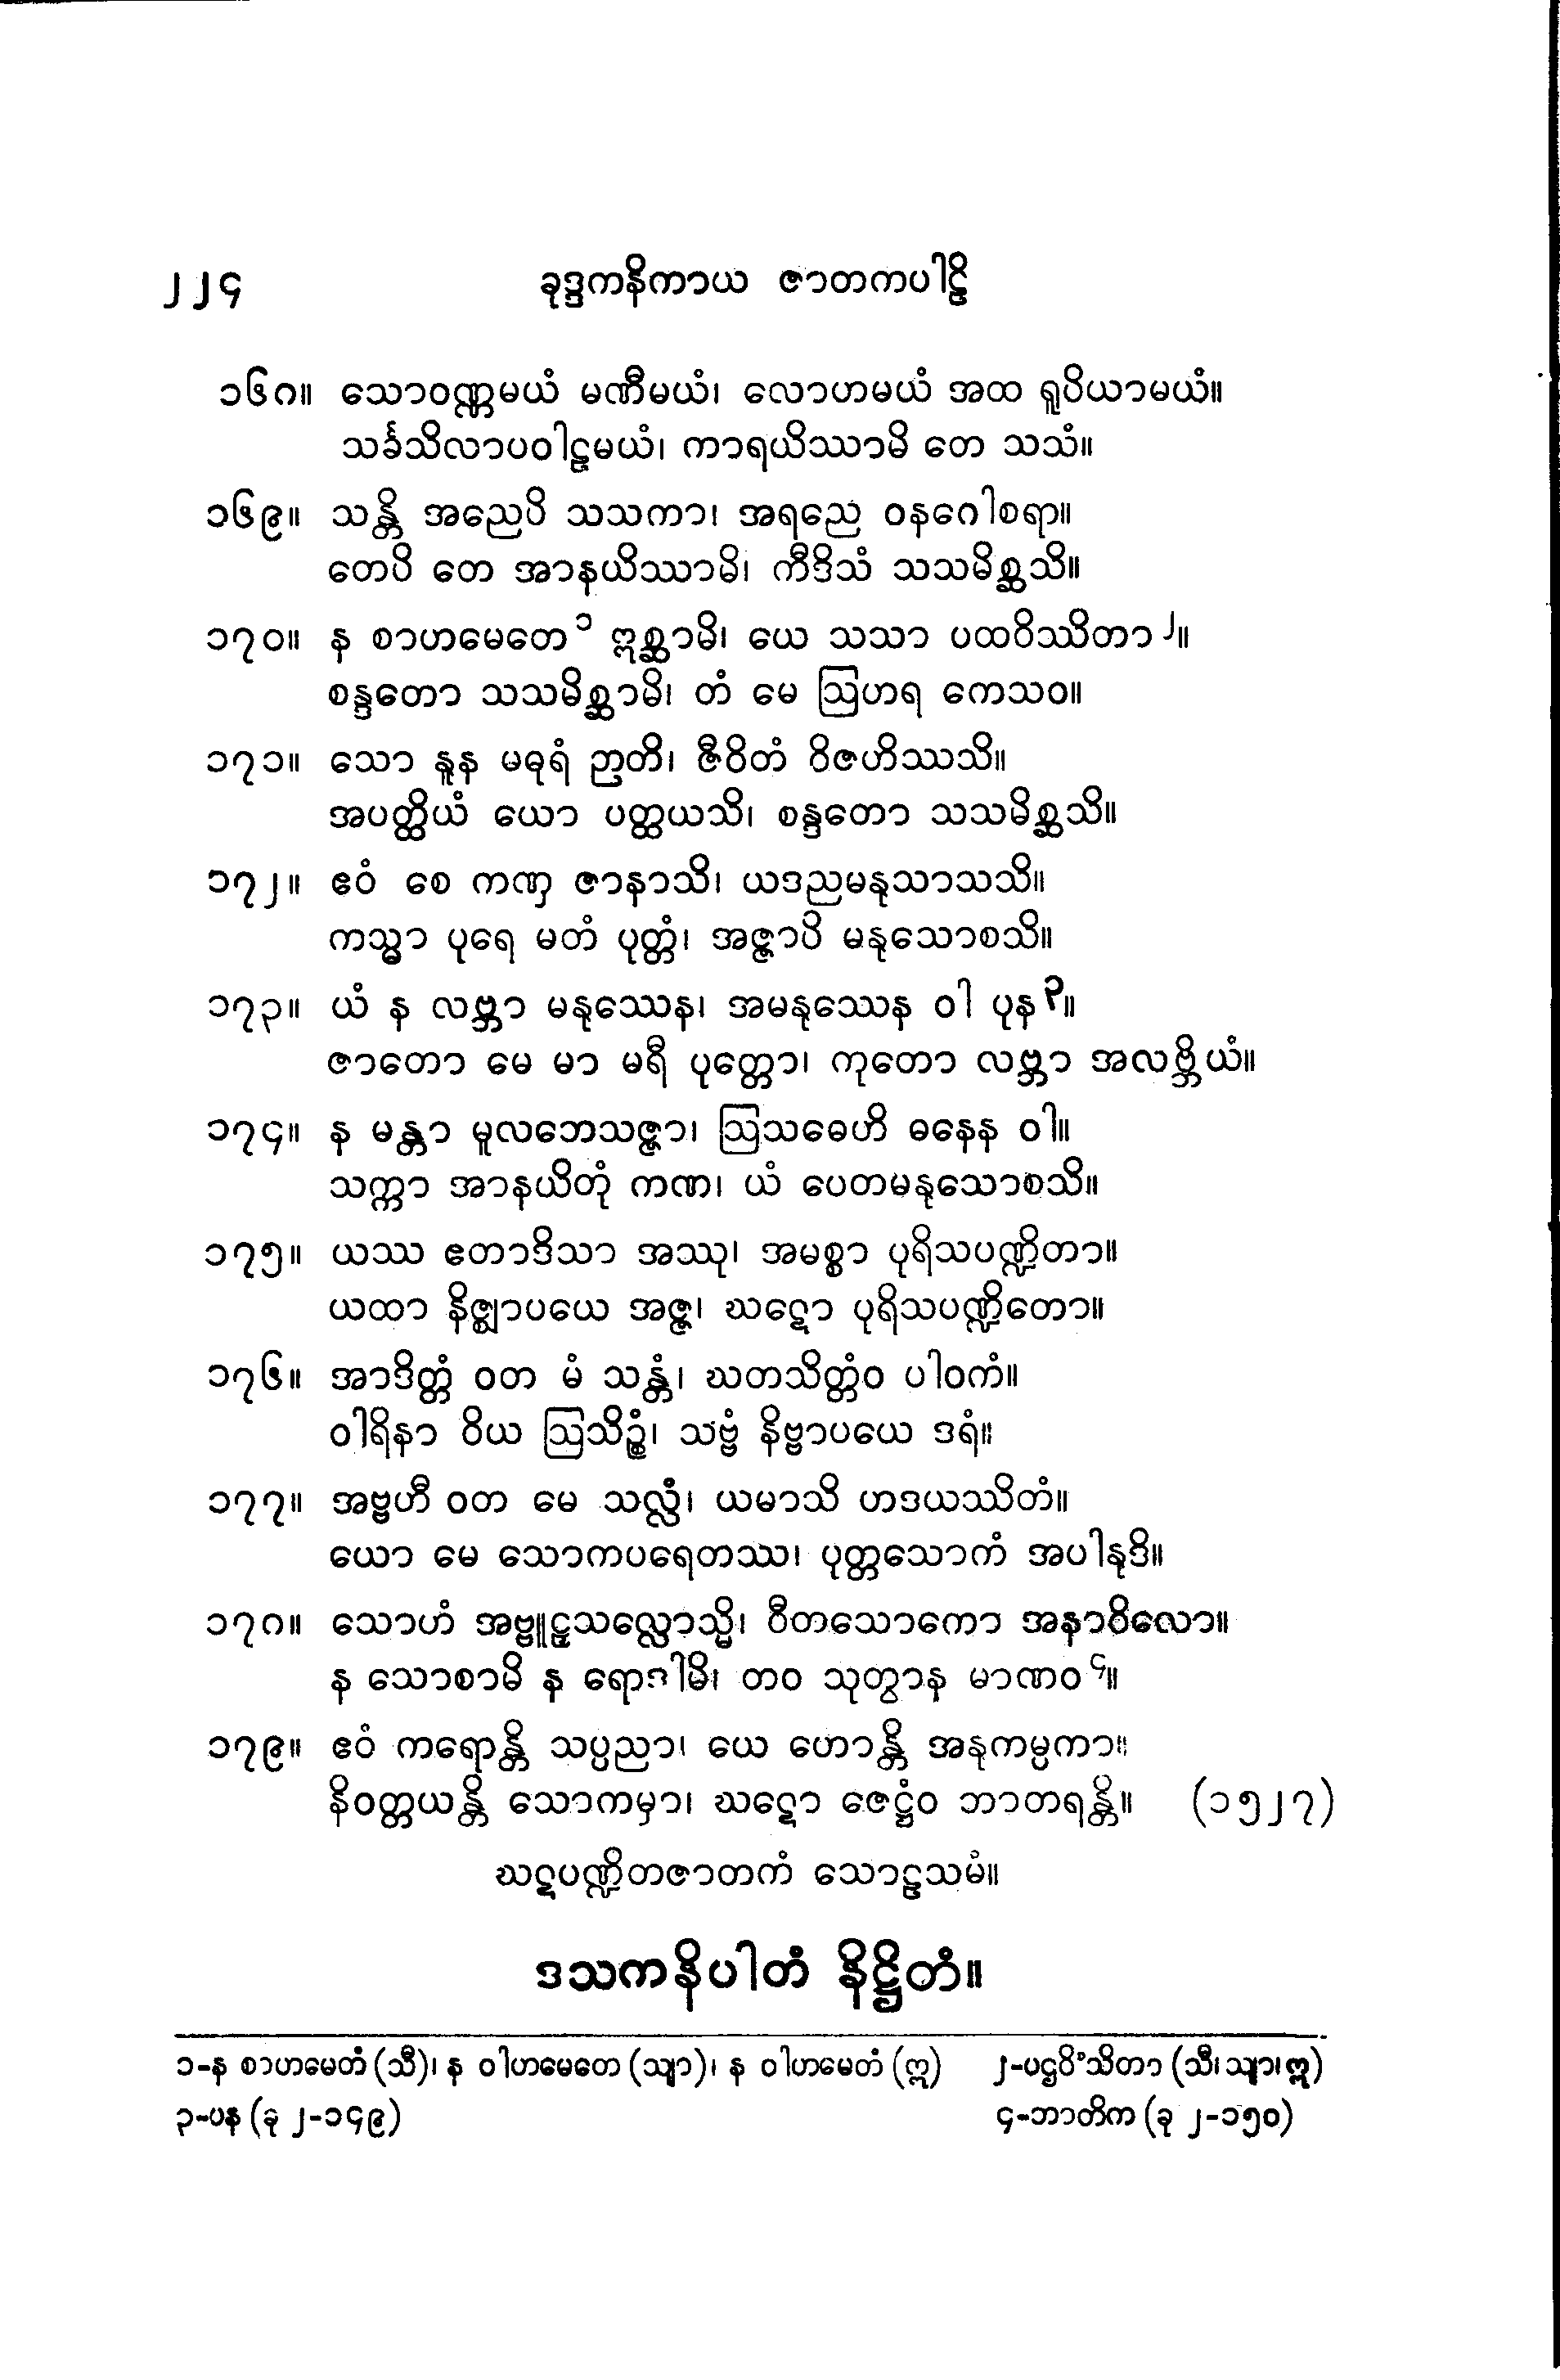 ၂၂၄ ခုဒ္ဒကနိကာယ ဇာတကပါဠိ
၁၆၈။ သောဝဏ္ဏမယံ မဏီမယံ၊ လောဟမယံ အထ ရူပိယာမယံ။
သင်္ခသိလာပဝါဠမယံ၊ ကာရယိဿာမိ တေ သသံ။
၁၆၉။ သန္တိ အညေပိ သသကာ၊ အရညေ ဝနဂေါစရာ။
တေပိ တေ အာနယိဿာမိ၊ ကီဒိသံ သသမိစ္ဆသိ။
၁၇၀။ န စာဟမေတေ ၁ ဣစ္ဆာမိ၊ ယေ သသာ ပထဝိဿိတာ ၂။
စန္ဒတော သသမိစ္ဆာမိ၊ တံ မေ ဩဟရ ကေသဝ။
၁၇၁။ သော နူန မဓုရံ ဉာတိ၊ ဇီဝိတံ ဝိဇဟိဿသိ။
အပတ္ထိယံ ယော ပတ္ထယသိ၊ စန္ဒတော သသမိစ္ဆသိ။
၁၇၂။ ဧဝံ စေ ကဏှ ဇာနာသိ၊ ယဒညမနုသာသသိ။
ကသ္မာ ပုရေ မတံ ပုတ္တံ၊ အဇ္ဇာပိ မနုသောစသိ။
၁၇၃။ ယံ န လဗ္ဘာ မနုဿေန၊ အမနုဿေန ဝါ ပုန ၃။
ဇာတော မေ မာ မရီ ပုတ္တော၊ ကုတော လဗ္ဘာ အလဗ္ဘိယံ။
၁၇၄။ န မန္တာ မူလဘေသဇ္ဇာ၊ ဩသဓေဟိ ဓနေန ဝါ။
သက္ကာ အာနယိတုံ ကဏှ၊ ယံ ပေတမနုသောစသိ။
၁၇၅။ ယဿ ဧတာဒိသာ အဿု၊ အမစ္စာ ပုရိသပဏ္ဍိတာ။
ယထာ နိဇ္ဈာပယေ အဇ္ဇ၊ ဃဋော ပုရိသပဏ္ဍိတော။
၁၇၆။ အာဒိတ္တံ ဝတ မံ သန္တံ၊ ဃတသိတ္တံဝ ပါဝကံ။
ဝါရိနာ ဝိယ ဩသိဉ္စံ၊ သဗ္ဗံ နိဗ္ဗာပယေ ဒရံ။
၁၇၇။ အဗ္ဗဟီ ဝတ မေ သလ္လံ၊ ယမာသိ ဟဒယဿိတံ။
ယော မေ သောကပရေတဿ၊ ပုတ္တသောကံ အပါနုဒိ။
၁၇၈။ သောဟံ အဗ္ဗူဠှသလ္လောသ္မိ၊ ဝီတသောကော အနာဝိလော။
န သောစာမိ န ရောဒါမိ၊ တဝ သုတွာန မာဏဝ ၄။
၁၇၉။ ဧဝံ ကရောန္တိ သပ္ပညာ၊ ယေ ဟောန္တိ အနုကမ္ပကာ။
နိဝတ္တယန္တိ သောကမှာ၊ ဃဋော ဇေဋ္ဌံဝ ဘာတရန္တိ။ (၁၅၂၇)
ဃဋပဏ္ဍိတဇာတကံ သောဠသမံ။
ဒသကနိပါတံ နိဋ္ဌိတံ။
၁-န စာဟမေတံ (သီ)၊ န ဝါဟမေတေ (သျာ)၊ န ဝါဟမေတံ (ဣ) ၂-ပဌဝိံသိတာ (သီ၊သျာ၊ဣ)
၃-ပန (ခု ၂-၁၄၉) ၄-ဘာတိက (ခု ၂-၁၅၀)